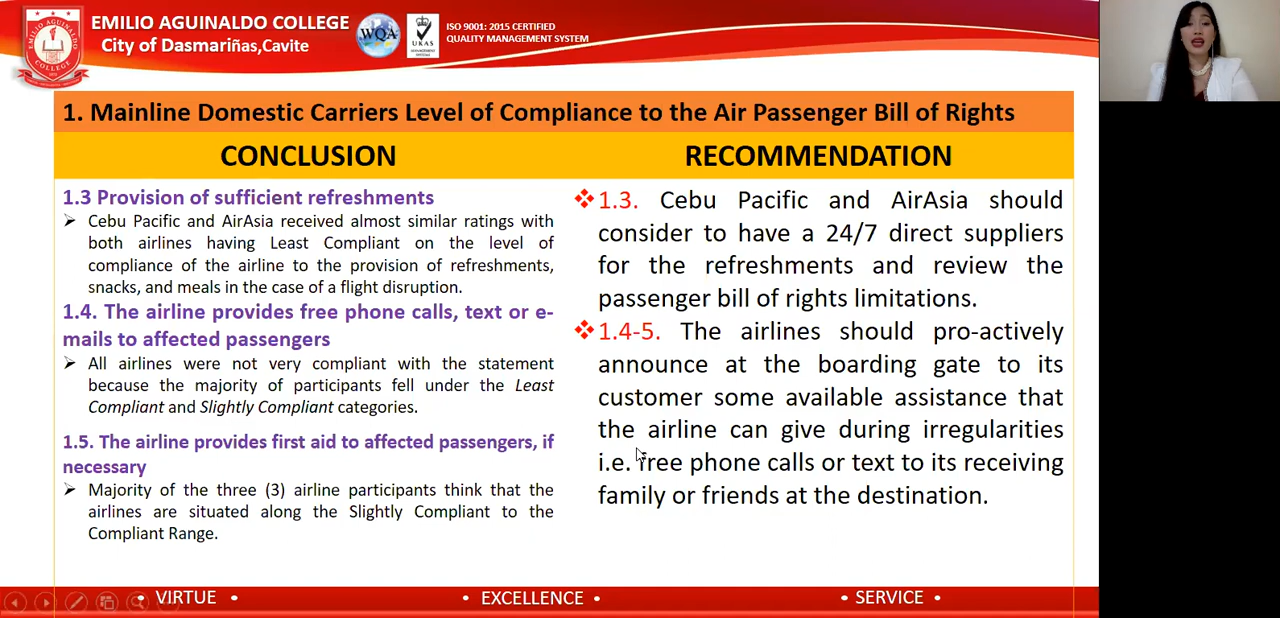 EMILIO AGUINALDO COLLEGE
City of Dasmariñas,Cavite
WQA
UKAS
MANAGEMENT
SYSTEMS
ISO 9001: 2015 CERTIFIED
QUALITY MANAGEMENT SYSTEM
1. Mainline Domestic Carriers Level of Compliance to the Air Passenger Bill of Rights
CONCLUSION
1.3 Provision of sufficient refreshments
➢ Cebu Pacific and AirAsia received almost similar ratings with
both airlines having Least Compliant on the level of
compliance of the airline to the provision of refreshments,
snacks, and meals in the case of a flight disruption.
1.4. The airline provides free phone calls, text or e-
mails to affected passengers
➢ All airlines were not very compliant with the statement
because the majority of participants fell under the Least
Compliant and Slightly Compliant categories.
1.5. The airline provides first aid to affected passengers, if
necessary
➢ Majority of the three (3) airline participants think that the
airlines are situated along the Slightly Compliant to the
Compliant Range.
RECOMMENDATION
❖ 1.3. Cebu Pacific and AirAsia should
consider to have a 24/7 direct suppliers
for the refreshments and review the
passenger bill of rights limitations.
❖ 1.4-5. The airlines should pro-actively
announce at the boarding gate to its
customer some available assistance that
the airline can give during irregularities
i.e. free phone calls or text to its receiving
family or friends at the destination.
• VIRTUE •
• EXCELLENCE •
• SERVICE •